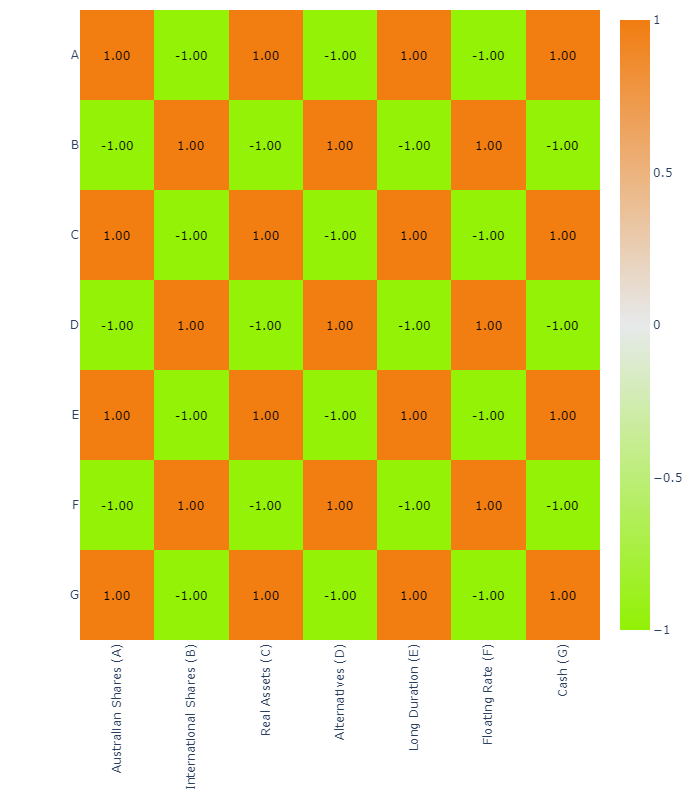 A 1.00 -1.00 1.00 -1.00 1.00 -1.00 1.00
B -1.00 1.00 -1.00 1.00 -1.00 1.00 -1.00
C 1.00 -1.00 1.00 -1.00 1.00 -1.00 1.00
D -1.00 1.00 -1.00 1.00 -1.00 1.00 -1.00
E 1.00 -1.00 1.00 -1.00 1.00 -1.00 1.00
F -1.00 1.00 -1.00 1.00 -1.00 1.00 -1.00
G 1.00 -1.00 1.00 -1.00 1.00 -1.00 1.00
Australian Shares (A)
International Shares (B)
Real Assets (C)
Alternatives (D)
Long Duration (E)
Floating Rate (F)
Cash (G)
1
0.5
0
−0.5
−1